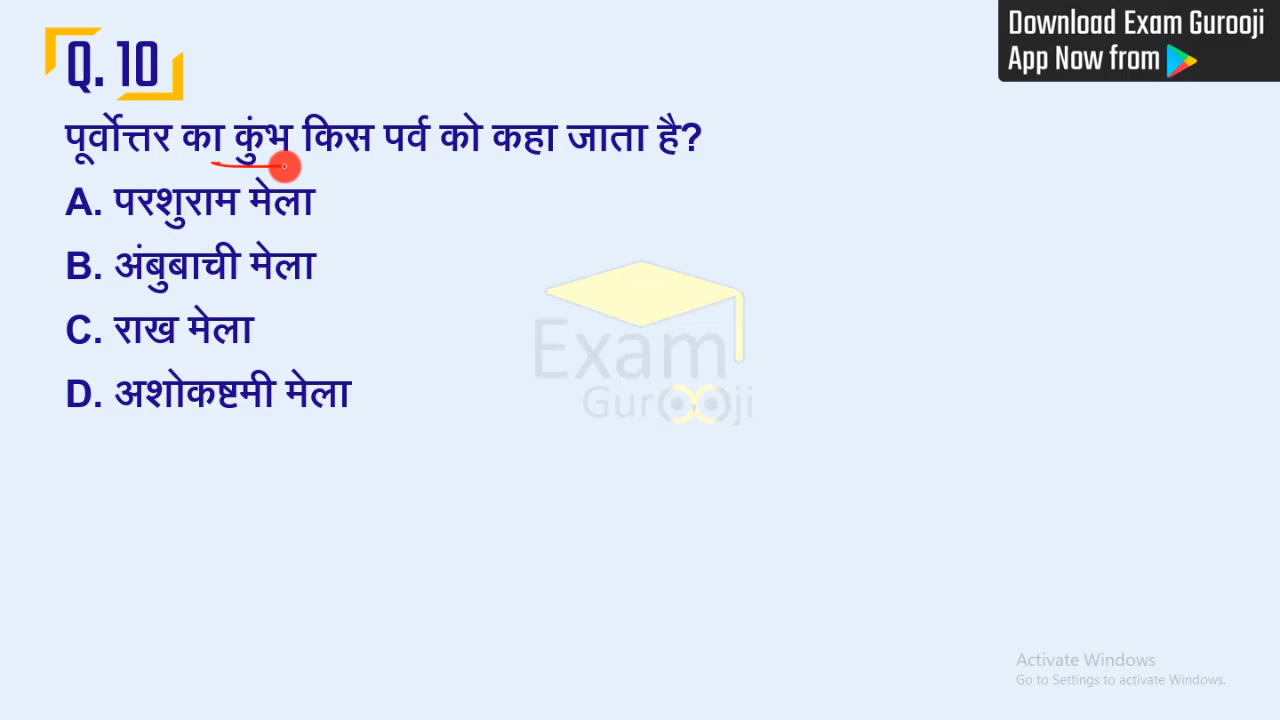 Download Exam Gurooji
App Now from
Q. 10
पूर्वोत्तर का कुंभ किस पर्व को कहा जाता है?
A. परशुराम मेला
B. अंबुबाची मेला
C. राख मेला
D. अशोकष्टमी मेला
Exam
Gurooji
Activate Windows
Go to Settings to activate Windows.